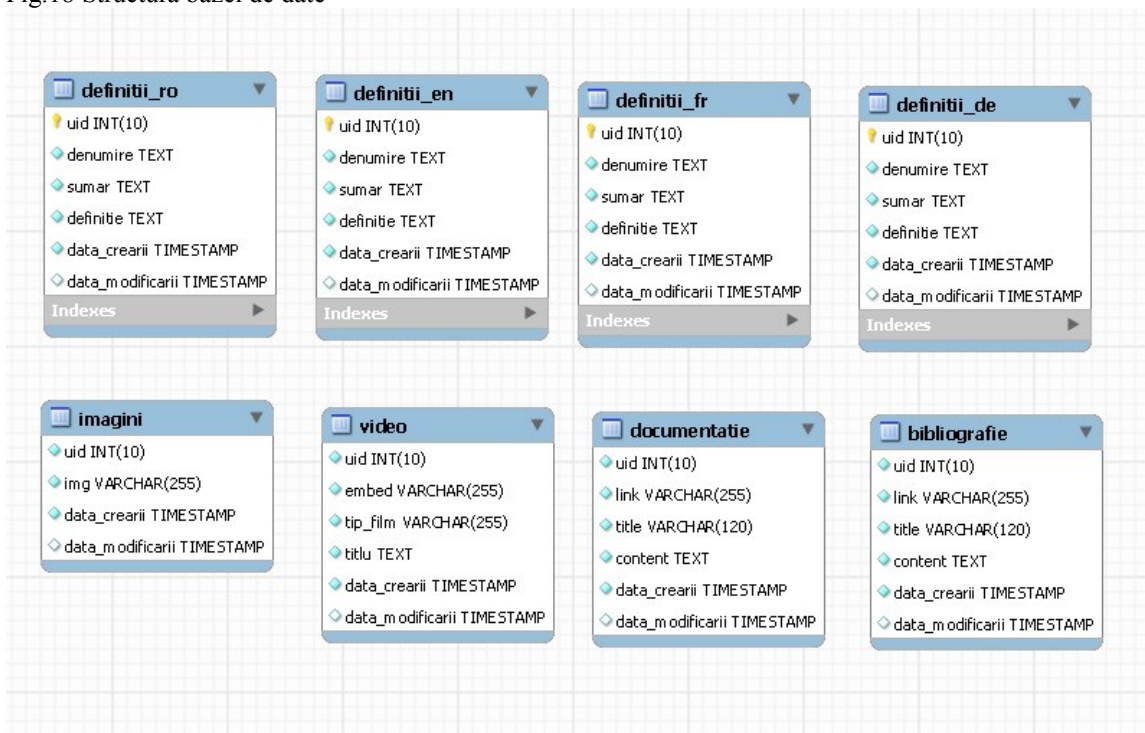 Fig.18 Structura bazei de date
definitii_ro
uid INT(10)
denumire TEXT
sumar TEXT
definitie TEXT
data_crearii TIMESTAMP
data_modificarii TIMESTAMP
Indexes
definitii_en
uid INT(10)
denumire TEXT
sumar TEXT
definitie TEXT
data_crearii TIMESTAMP
data_modificarii TIMESTAMP
Indexes
definitii_fr
uid INT(10)
denumire TEXT
sumar TEXT
definitie TEXT
data_crearii TIMESTAMP
data_modificarii TIMESTAMP
Indexes
definitii_de
uid INT(10)
denumire TEXT
sumar TEXT
definitie TEXT
data_crearii TIMESTAMP
data_modificarii TIMESTAMP
Indexes
imagini
uid INT(10)
img VARCHAR(255)
data_crearii TIMESTAMP
data_modificarii TIMESTAMP
video
uid INT(10)
embed VARCHAR(255)
tip_film VARCHAR(255)
titlu TEXT
data_crearii TIMESTAMP
data_modificarii TIMESTAMP
documentatie
uid INT(10)
link VARCHAR(255)
title VARCHAR(120)
content TEXT
data_crearii TIMESTAMP
data_modificarii TIMESTAMP
bibliografie
uid INT(10)
link VARCHAR(255)
title VARCHAR(120)
content TEXT
data_crearii TIMESTAMP
data_modificarii TIMESTAMP